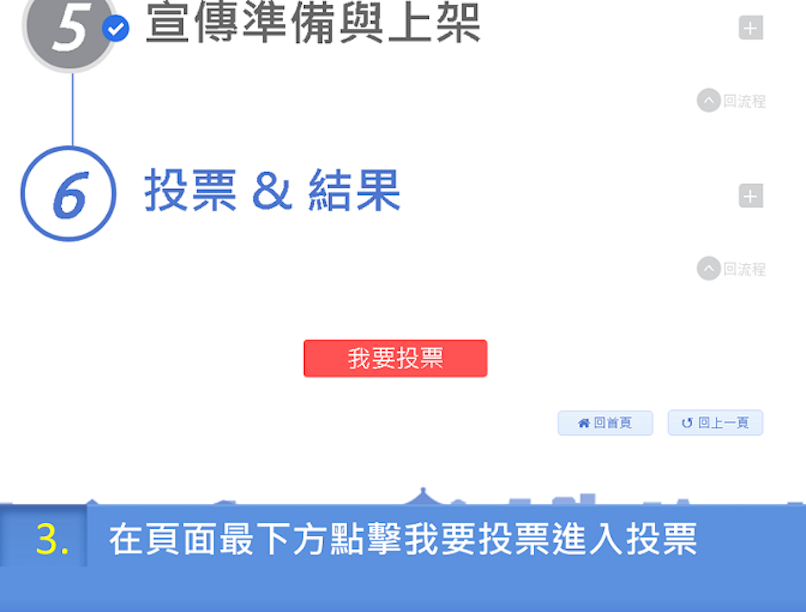 5 宣傳準備與上架
回流程
6 投票 & 結果
回流程
我要投票
回首頁 回上一頁
3. 在頁面最下方點擊我要投票進入投票